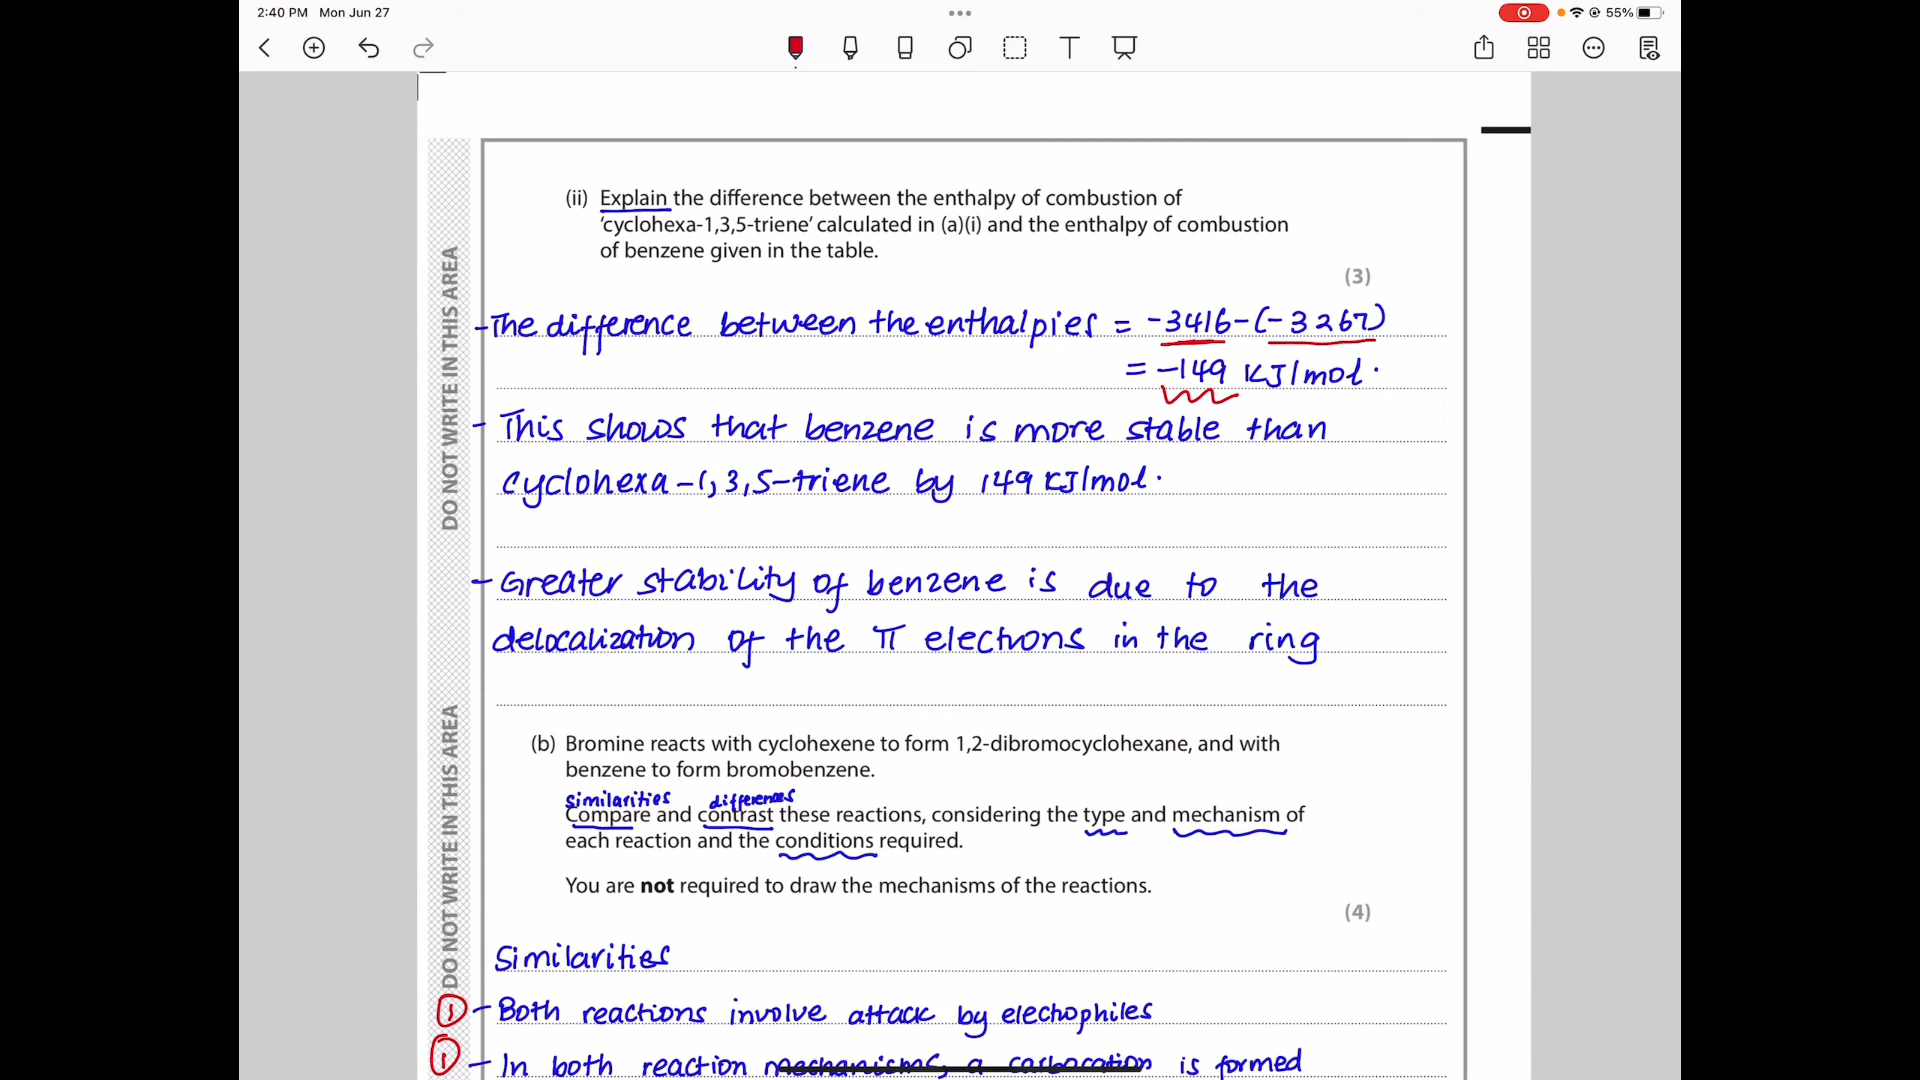 2:40 PM Mon Jun 27
55%
(ii) Explain the difference between the enthalpy of combustion of
'cyclohexa-1,3,5-triene' calculated in (a)(i) and the enthalpy of combustion
of benzene given in the table.
(3)
-The difference between the enthalpies = -3416-(-3267)
= -149 KJ/mol.
- This shows that benzene is more stable than
cyclohexa-1,3,5-triene by 149 KJ/mol.
- Greater stability of benzene is due to the
delocalization of the π electrons in the ring
(b) Bromine reacts with cyclohexene to form 1,2-dibromocyclohexane, and with
benzene to form bromobenzene.
similarities differences
Compare and contrast these reactions, considering the type and mechanism of
each reaction and the conditions required.
You are not required to draw the mechanisms of the reactions.
(4)
Similarities
1 - Both reactions involve attack by electrophiles
1 - In both reaction mechanisms, a carbocation is formed
DO NOT WRITE IN THIS AREA
DO NOT WRITE IN THIS AREA